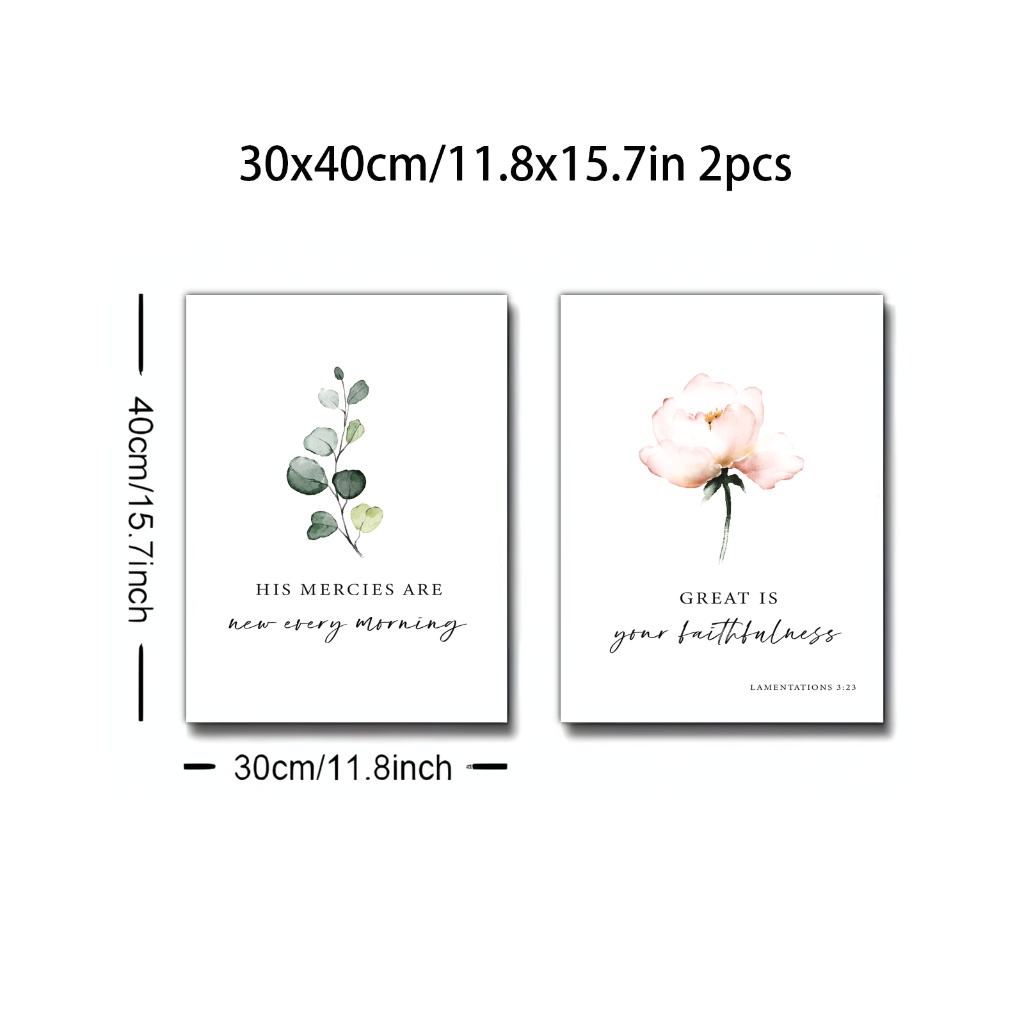 30x40cm/11.8x15.7in 2pcs
40cm/15.7inch
HIS MERCIES ARE
new every morning
GREAT IS
your faithfulness
LAMENTATIONS 3:23
30cm/11.8inch